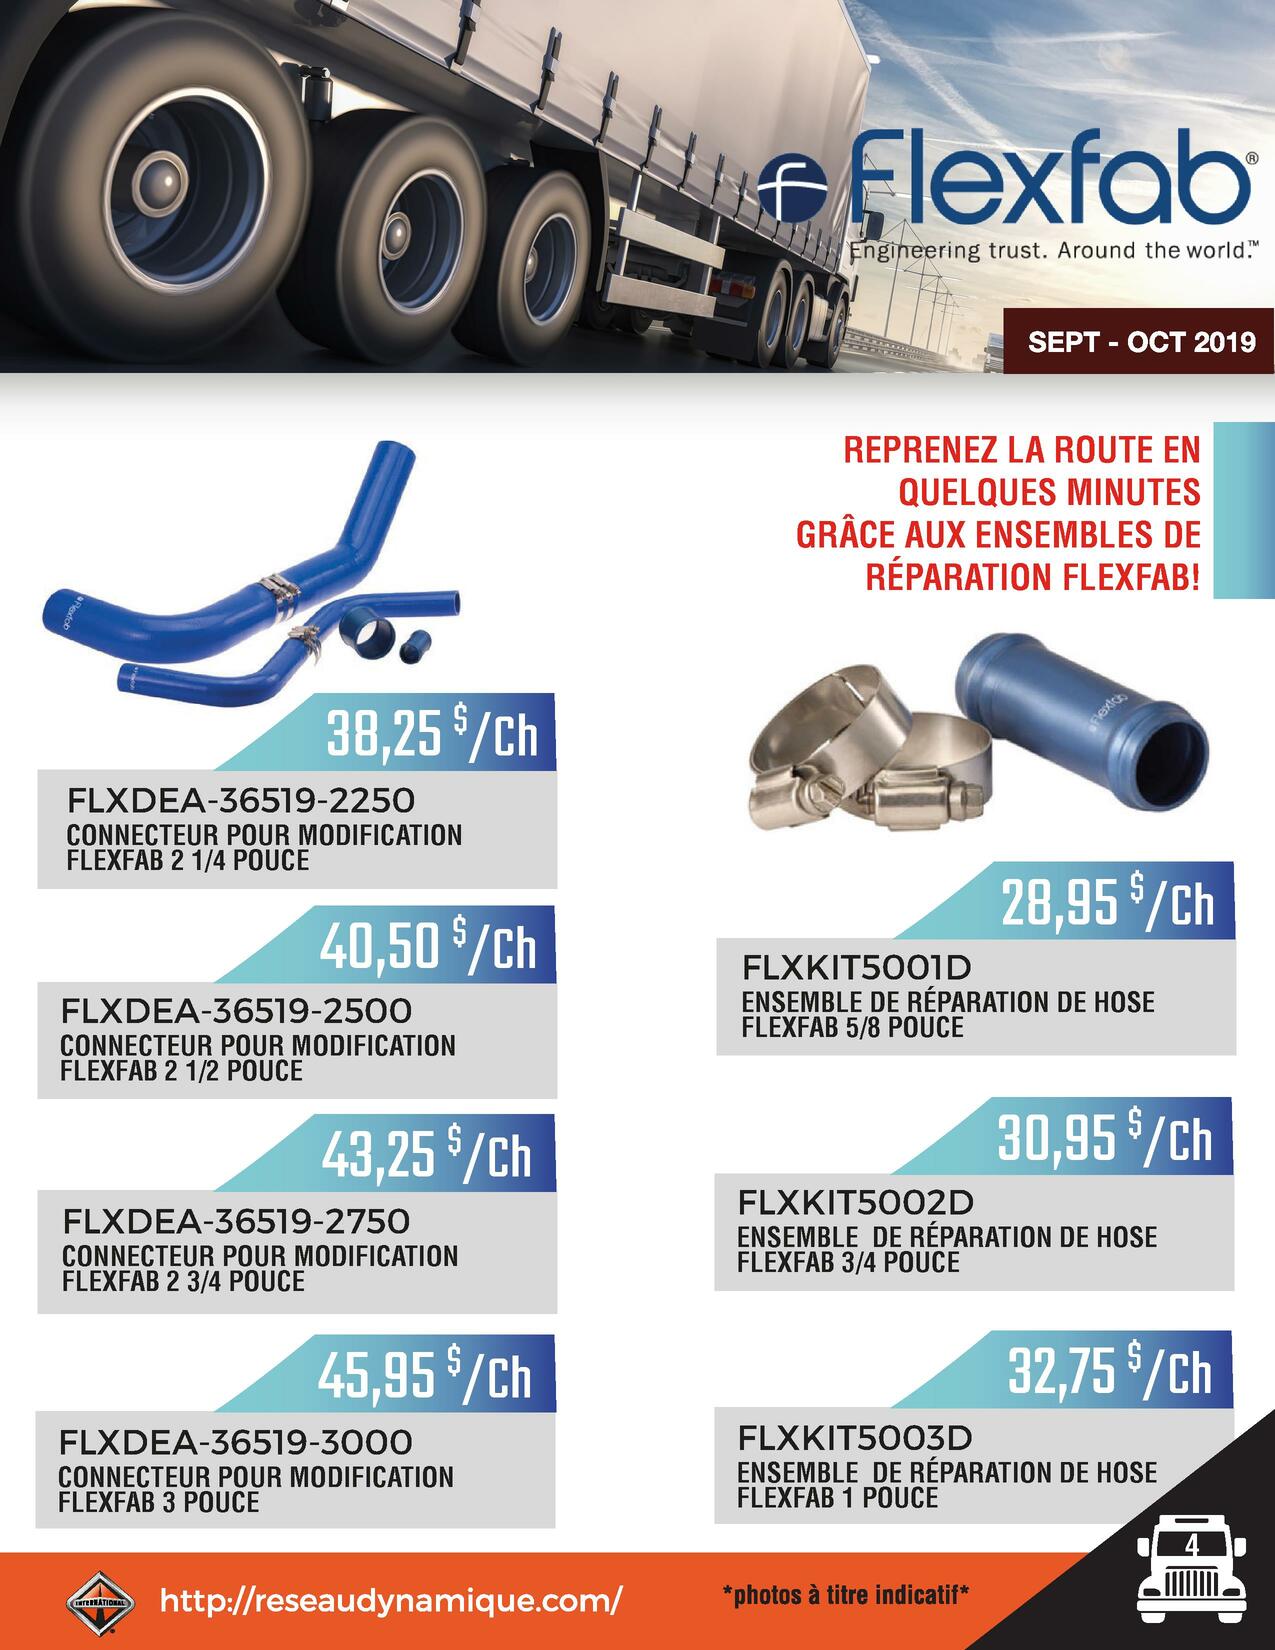 Flexfab®
Engineering trust. Around the world.™
SEPT - OCT 2019
REPRENEZ LA ROUTE EN
QUELQUES MINUTES
GRÂCE AUX ENSEMBLES DE
RÉPARATION FLEXFAB!
Flexfab
Flexfab
38,25 $/Ch
FLXDEA-36519-2250
CONNECTEUR POUR MODIFICATION
FLEXFAB 2 1/4 POUCE
40,50 $/Ch
FLXDEA-36519-2500
CONNECTEUR POUR MODIFICATION
FLEXFAB 2 1/2 POUCE
43,25 $/Ch
FLXDEA-36519-2750
CONNECTEUR POUR MODIFICATION
FLEXFAB 2 3/4 POUCE
45,95 $/Ch
FLXDEA-36519-3000
CONNECTEUR POUR MODIFICATION
FLEXFAB 3 POUCE
28,95 $/Ch
FLXKIT5001D
ENSEMBLE DE RÉPARATION DE HOSE
FLEXFAB 5/8 POUCE
30,95 $/Ch
FLXKIT5002D
ENSEMBLE DE RÉPARATION DE HOSE
FLEXFAB 3/4 POUCE
32,75 $/Ch
FLXKIT5003D
ENSEMBLE DE RÉPARATION DE HOSE
FLEXFAB 1 POUCE
INTERNATIONAL
http://reseaudynamique.com/
*photos à titre indicatif*
4